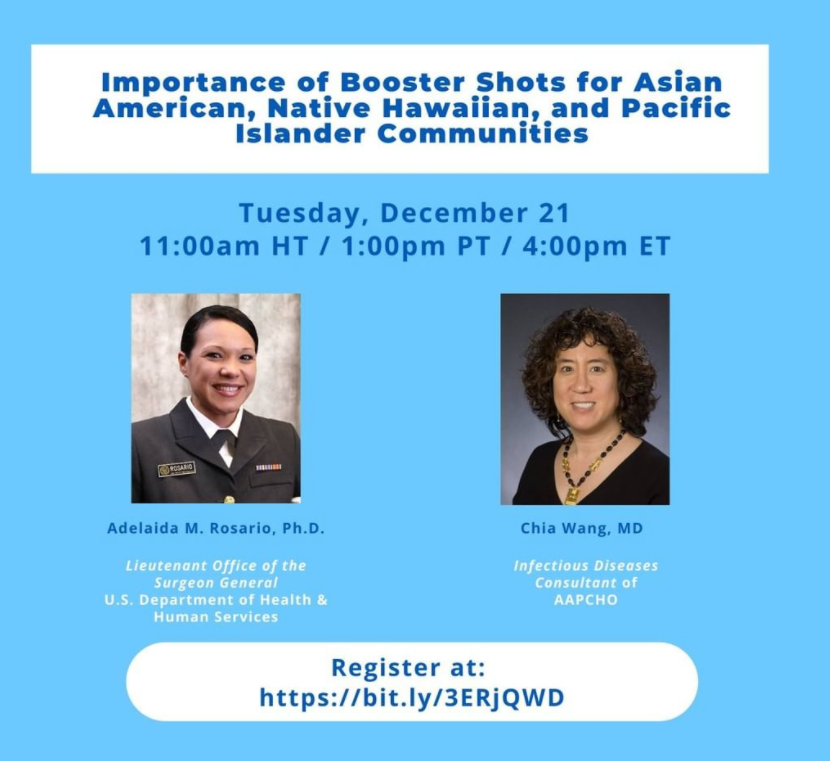 Importance of Booster Shots for Asian
American, Native Hawaiian, and Pacific
Islander Communities
Tuesday, December 21
11:00am HT / 1:00pm PT / 4:00pm ET
ROSARIO
Adelaida M. Rosario, Ph.D.
Lieutenant Office of the
Surgeon General
U.S. Department of Health &
Human Services
Chia Wang, MD
Infectious Diseases
Consultant of
AAPCHO
Register at:
https://bit.ly/3ERjQWD